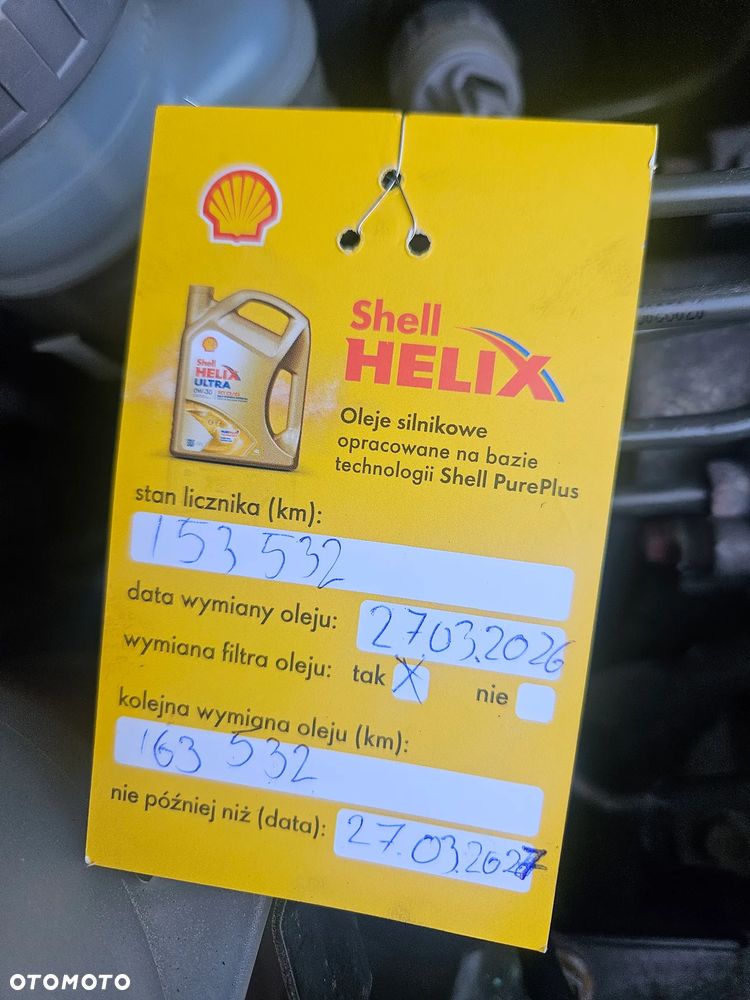 Shell
HELIX
Shell
HELIX
ULTRA
0W-30
Oleje silnikowe
opracowane na bazie
technologii Shell PurePlus
stan licznika (km):
153 532
data wymiany oleju: 27.03.2026
wymiana filtra oleju: tak X nie
kolejna wymiana oleju (km):
163 532
nie później niż (data): 27.03.2027
OTOMOTO